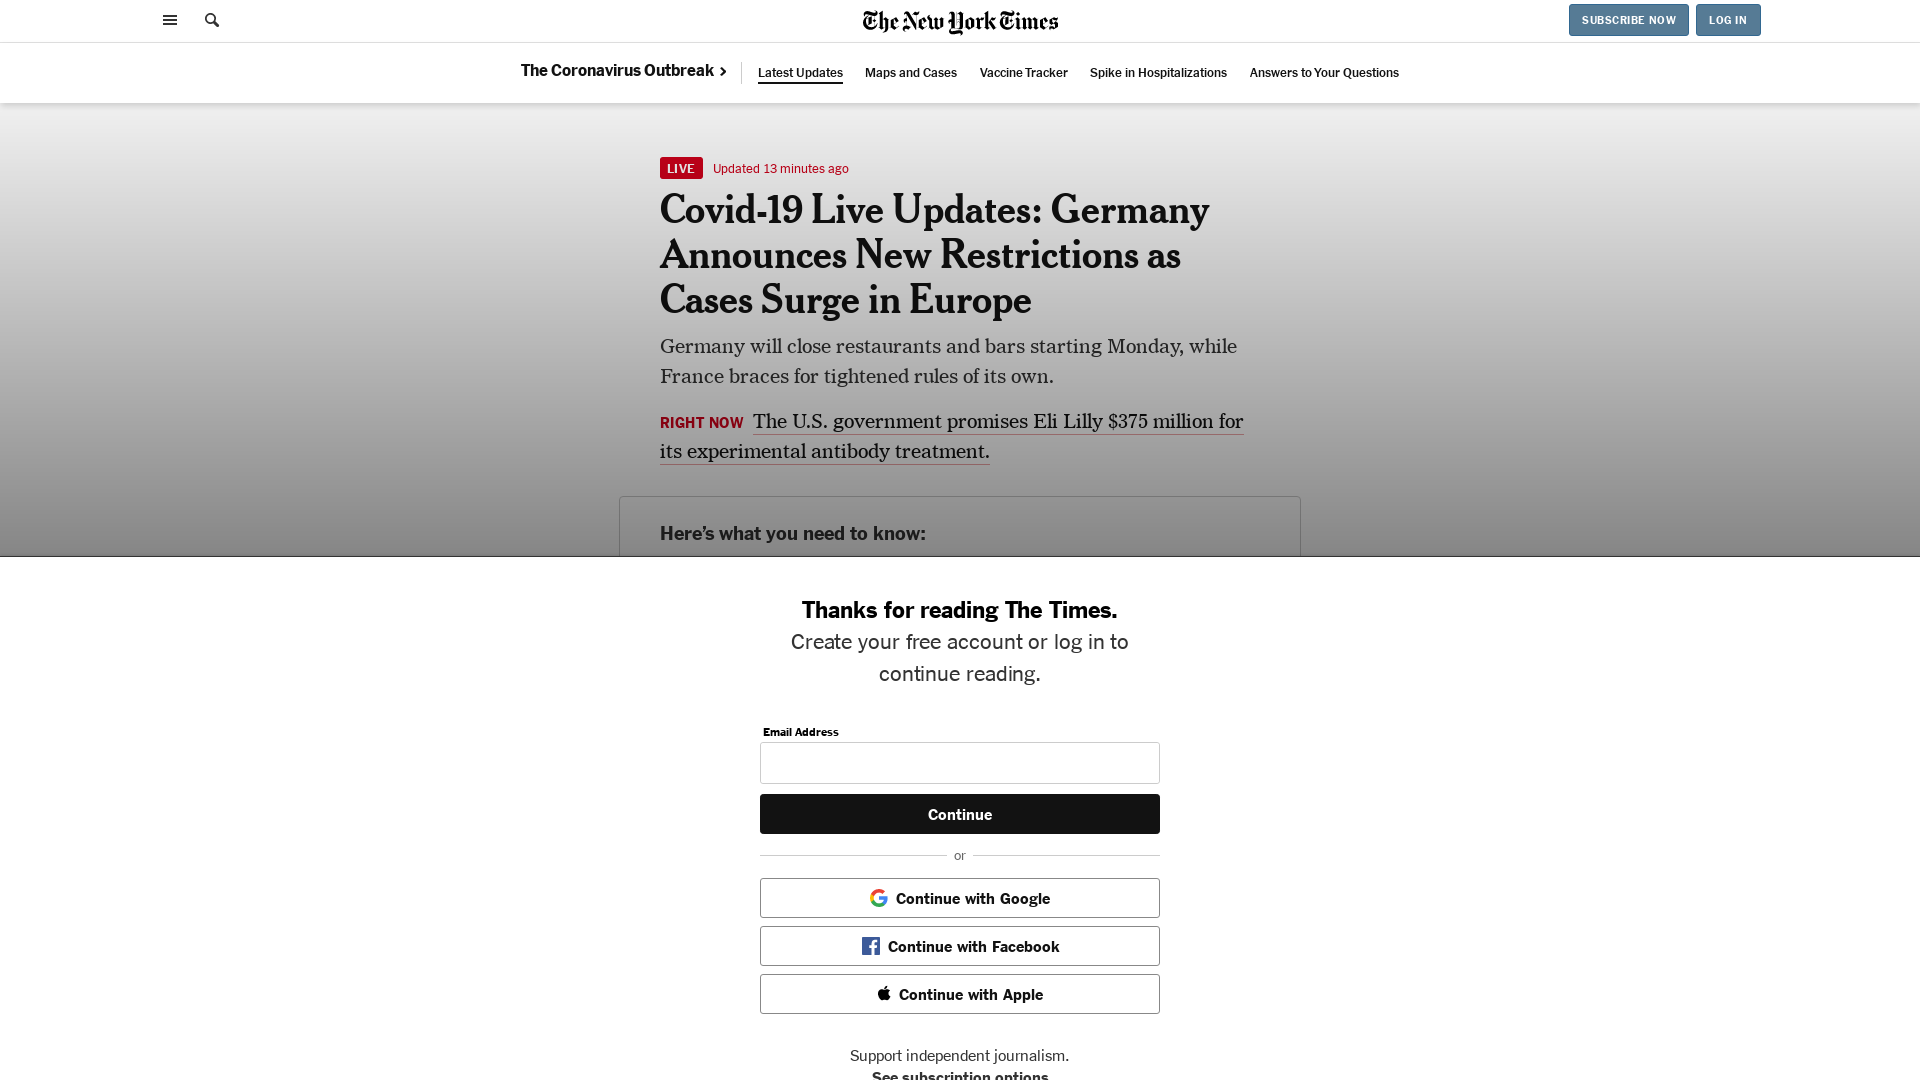 The New York Times
SUBSCRIBE NOW
LOG IN
The Coronavirus Outbreak
Latest Updates
Maps and Cases
Vaccine Tracker
Spike in Hospitalizations
Answers to Your Questions
LIVE Updated 13 minutes ago
Covid-19 Live Updates: Germany
Announces New Restrictions as
Cases Surge in Europe
Germany will close restaurants and bars starting Monday, while
France braces for tightened rules of its own.
RIGHT NOW The U.S. government promises Eli Lilly $375 million for
its experimental antibody treatment.
Here’s what you need to know:
Thanks for reading The Times.
Create your free account or log in to
continue reading.
Email Address
Continue
or
Continue with Google
Continue with Facebook
Continue with Apple
Support independent journalism.
See subscription options